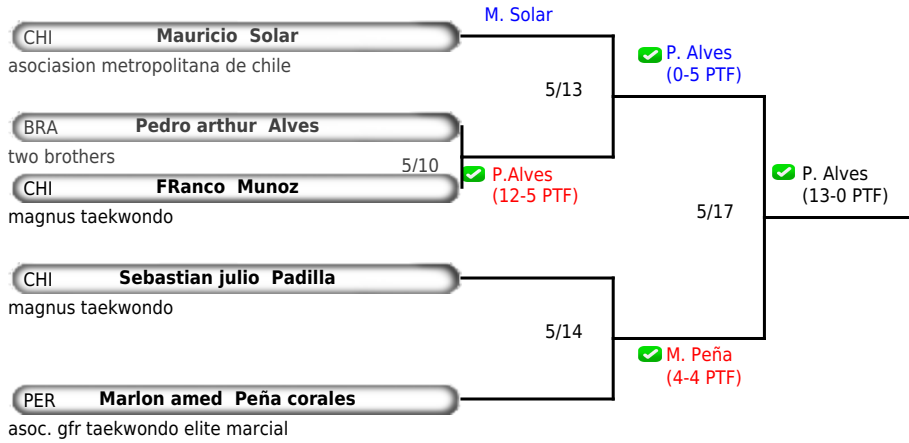 M. Solar
CHI Mauricio Solar
asociasion metropolitana de chile
P. Alves
(0-5 PTF)
5/13
BRA Pedro arthur Alves
two brothers
5/10
P.Alves
(12-5 PTF)
CHI FRanco Munoz
magnus taekwondo
P. Alves
(13-0 PTF)
5/17
CHI Sebastian julio Padilla
magnus taekwondo
5/14
M. Peña
(4-4 PTF)
PER Marlon amed Peña corales
asoc. gfr taekwondo elite marcial